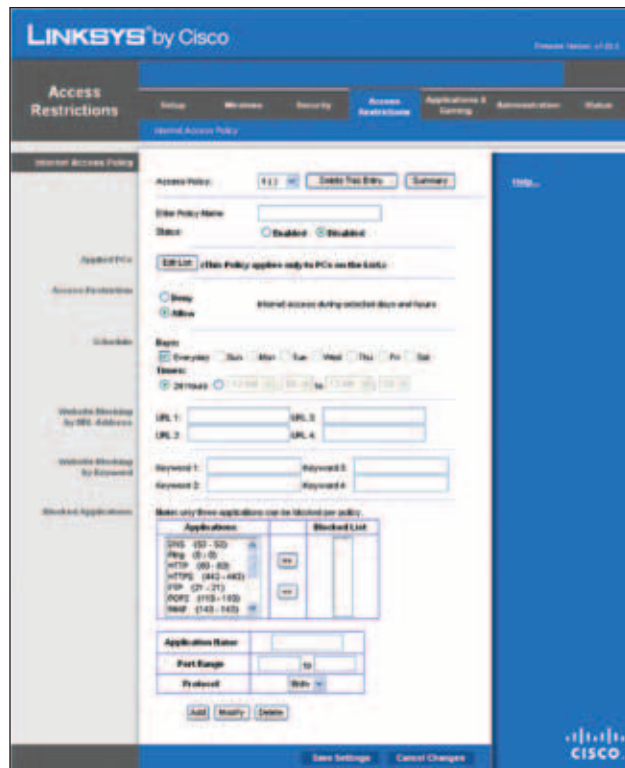 LINKSYS® by Cisco
Firmware Version:
Access Restrictions
Setup Wireless Security Access Restrictions Applications & Gaming Administration Status
Internet Access Policy
Internet Access Policy
Access Policy: 1 ( ) Delete This Entry Summary
Help...
Enter Policy Name
Status: Enabled Disabled
Applied PCs
Edit List (This Policy applies only to PCs on the List)
Access Restriction
Deny
Allow
Internet access during selected days and hours
Schedule
Days:
Everyday Sun Mon Tue Wed Thu Fri Sat
Times:
24 Hours to
Website Blocking by URL Address
URL 1: URL 3:
URL 2: URL 4:
Website Blocking by Keyword
Keyword 1: Keyword 3:
Keyword 2: Keyword 4:
Blocked Applications
Note: only three applications can be blocked per policy.
Applications Blocked List
DNS (53 - 53)
Ping (0 - 0)
HTTP (80 - 80)
HTTPS (443 - 443)
FTP (21 - 21)
POP3 (110 - 110)
IMAP (143 - 143)
>>
<<
Application Name
Port Range to
Protocol Both
Add Modify Delete
Save Settings Cancel Changes
CISCO